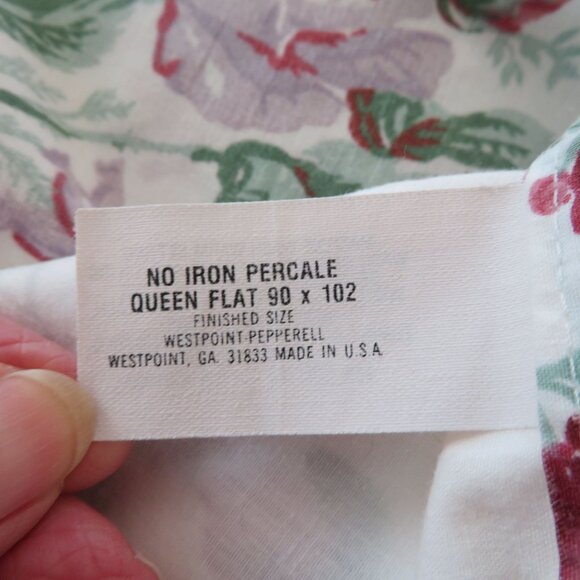 NO IRON PERCALE
QUEEN FLAT 90 x 102
FINISHED SIZE
WESTPOINT-PEPPERELL
WESTPOINT, GA. 31833 MADE IN U.S.A.